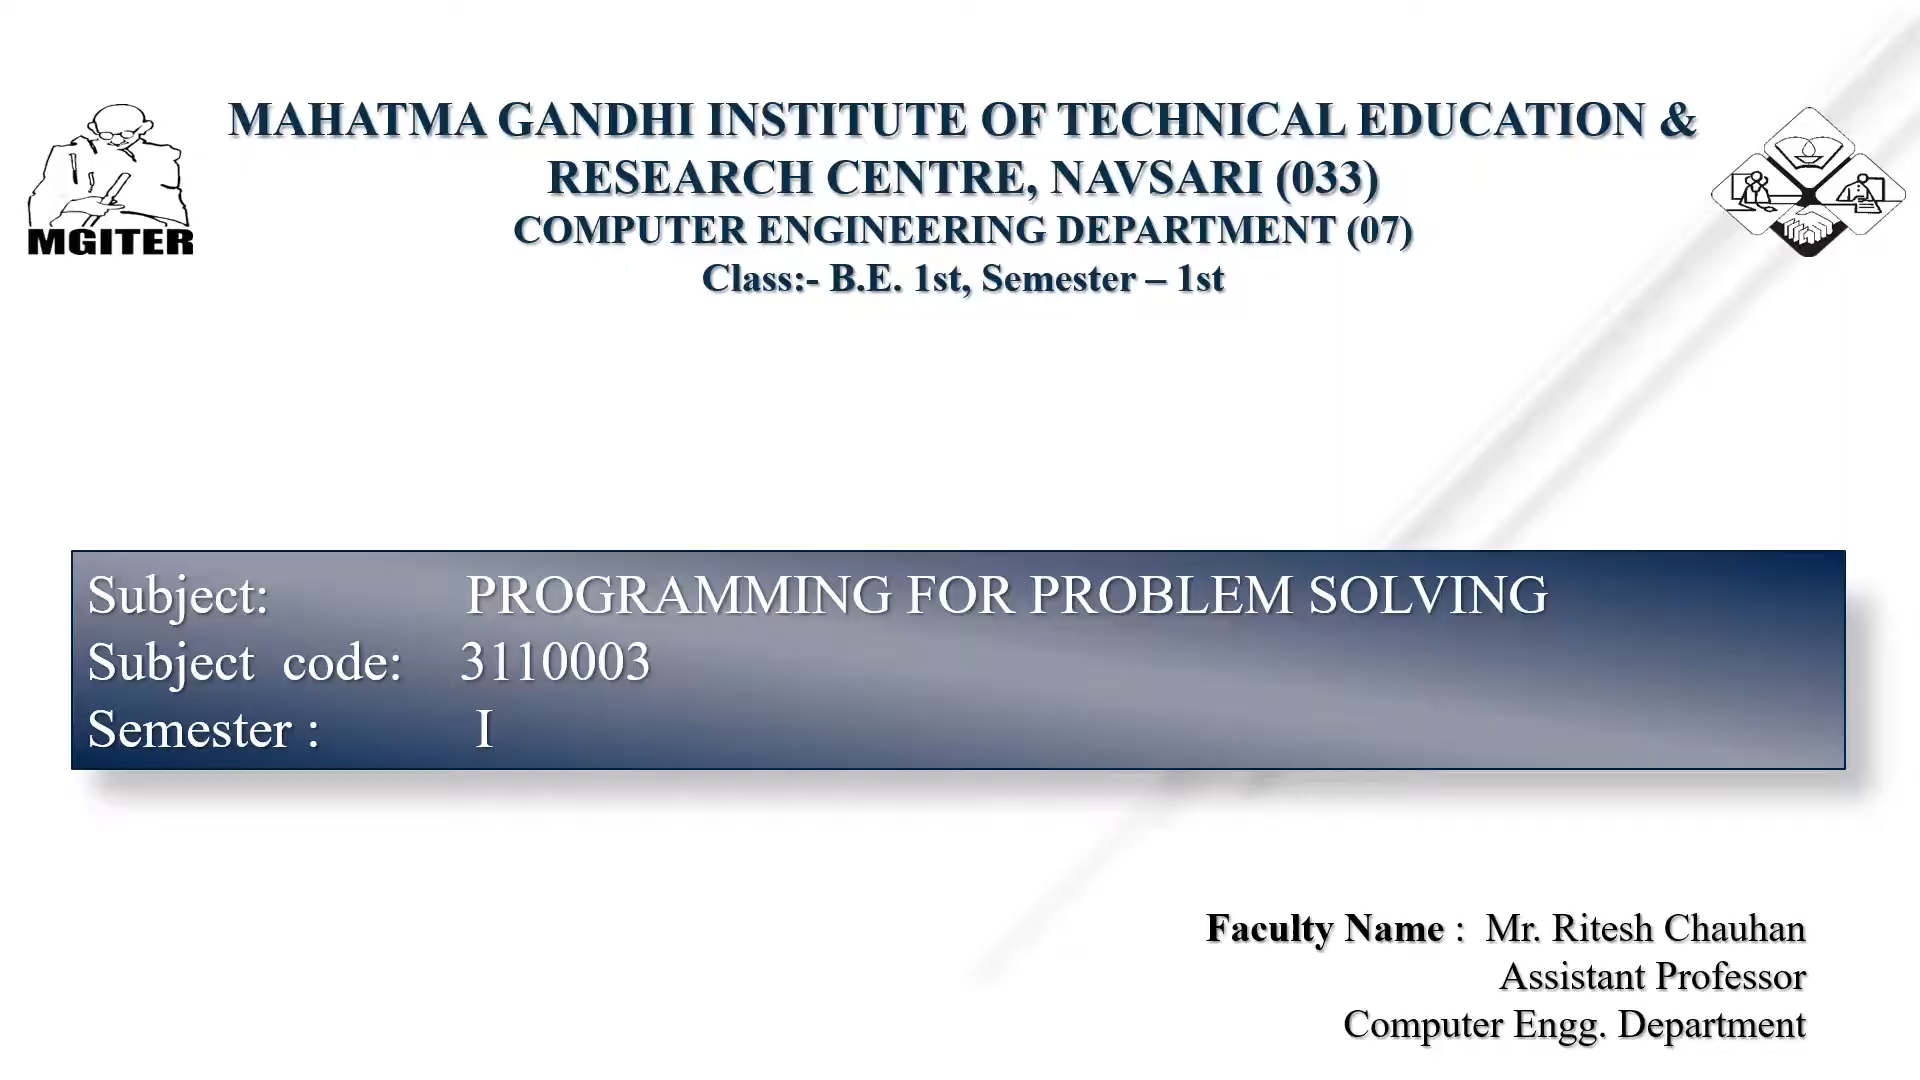 MAHATMA GANDHI INSTITUTE OF TECHNICAL EDUCATION &
RESEARCH CENTRE, NAVSARI (033)
COMPUTER ENGINEERING DEPARTMENT (07)
Class:- B.E. 1st, Semester – 1st
MGITER
Subject: PROGRAMMING FOR PROBLEM SOLVING
Subject code: 3110003
Semester : I
Faculty Name : Mr. Ritesh Chauhan
Assistant Professor
Computer Engg. Department